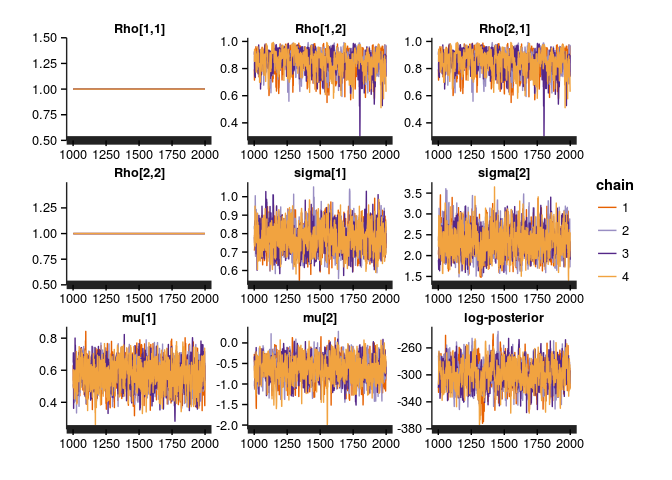 Rho[1,1] Rho[1,2] Rho[2,1]
1.50 1.0 1.0
1.25 0.8 0.8
1.00 0.6 0.6
0.75 0.4 0.4
0.50
1000 1250 1500 1750 2000 1000 1250 1500 1750 2000 1000 1250 1500 1750 2000
Rho[2,2] sigma[1] sigma[2]
1.25 1.0 3.5
1.00 0.9 3.0
0.75 0.8 2.5
0.50 0.7 2.0
0.6 1.5
1000 1250 1500 1750 2000 1000 1250 1500 1750 2000 1000 1250 1500 1750 2000
chain
1
2
3
4
mu[1] mu[2] log-posterior
0.8 0.0 -260
0.6 -0.5 -300
0.4 -1.0 -340
-1.5 -380
-2.0
1000 1250 1500 1750 2000 1000 1250 1500 1750 2000 1000 1250 1500 1750 2000